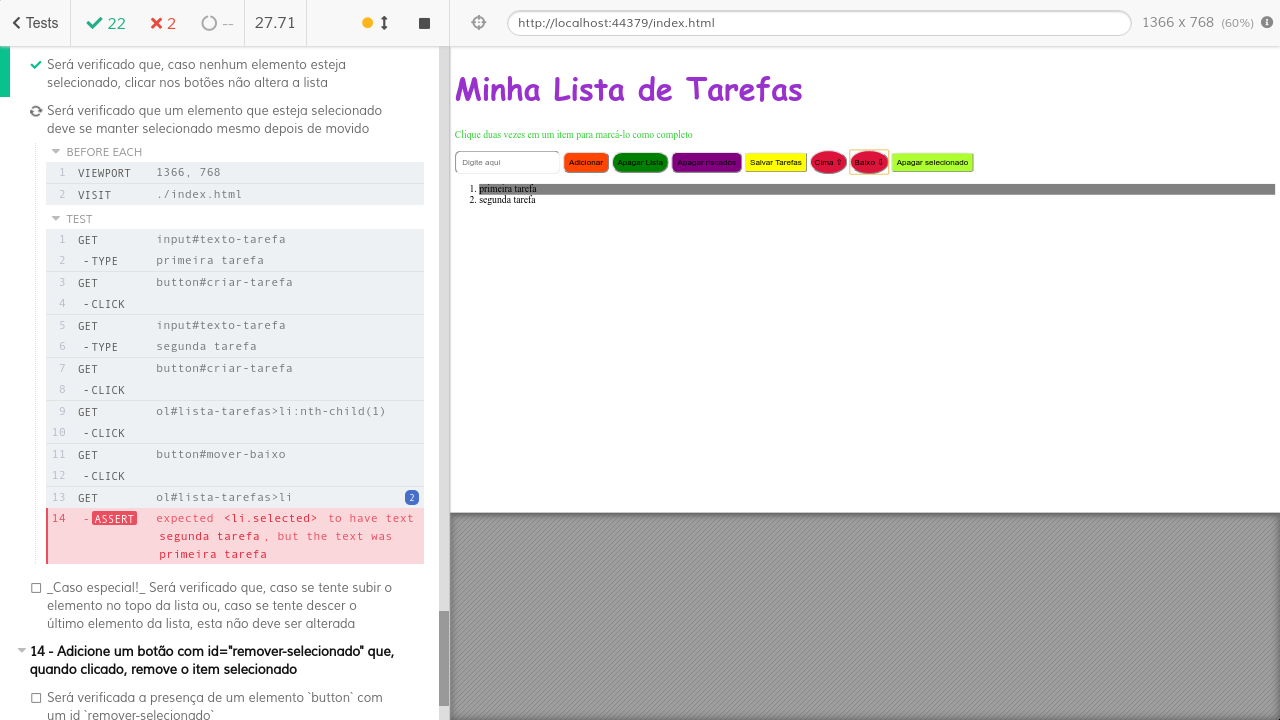 Tests 22 2 -- 27.71
http://localhost:44379/index.html 1366 x 768 (60%)
Será verificado que, caso nenhum elemento esteja
selecionado, clicar nos botões não altera a lista
Será verificado que um elemento que esteja selecionado
deve se manter selecionado mesmo depois de movido
BEFORE EACH
1 VIEWPORT 1366, 768
2 VISIT ./index.html
TEST
1 GET input#texto-tarefa
2 -TYPE primeira tarefa
3 GET button#criar-tarefa
4 -CLICK
5 GET input#texto-tarefa
6 -TYPE segunda tarefa
7 GET button#criar-tarefa
8 -CLICK
9 GET ol#lista-tarefas>li:nth-child(1)
10 -CLICK
11 GET button#mover-baixo
12 -CLICK
13 GET ol#lista-tarefas>li 2
14 -ASSERT expected <li.selected> to have text
segunda tarefa, but the text was
primeira tarefa
_Caso especial!_ Será verificado que, caso se tente subir o
elemento no topo da lista ou, caso se tente descer o
último elemento da lista, esta não deve ser alterada
14 - Adicione um botão com id="remover-selecionado" que,
quando clicado, remove o item selecionado
Será verificada a presença de um elemento `button` com
um id `remover-selecionado`
Minha Lista de Tarefas
Clique duas vezes em um item para marcá-lo como completo
Digite aqui Adicionar Apagar Lista Apagar riscados Salvar Tarefas Cima ⇧ Baixo ⇩ Apagar selecionado
1. primeira tarefa
2. segunda tarefa